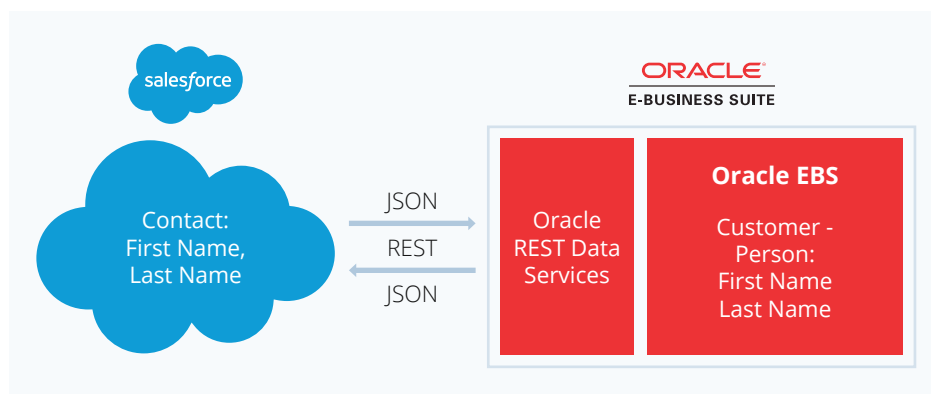 salesforce
Contact:
First Name,
Last Name
JSON
REST
JSON
ORACLE®
E-BUSINESS SUITE
Oracle
REST Data
Services
Oracle EBS
Customer -
Person:
First Name
Last Name